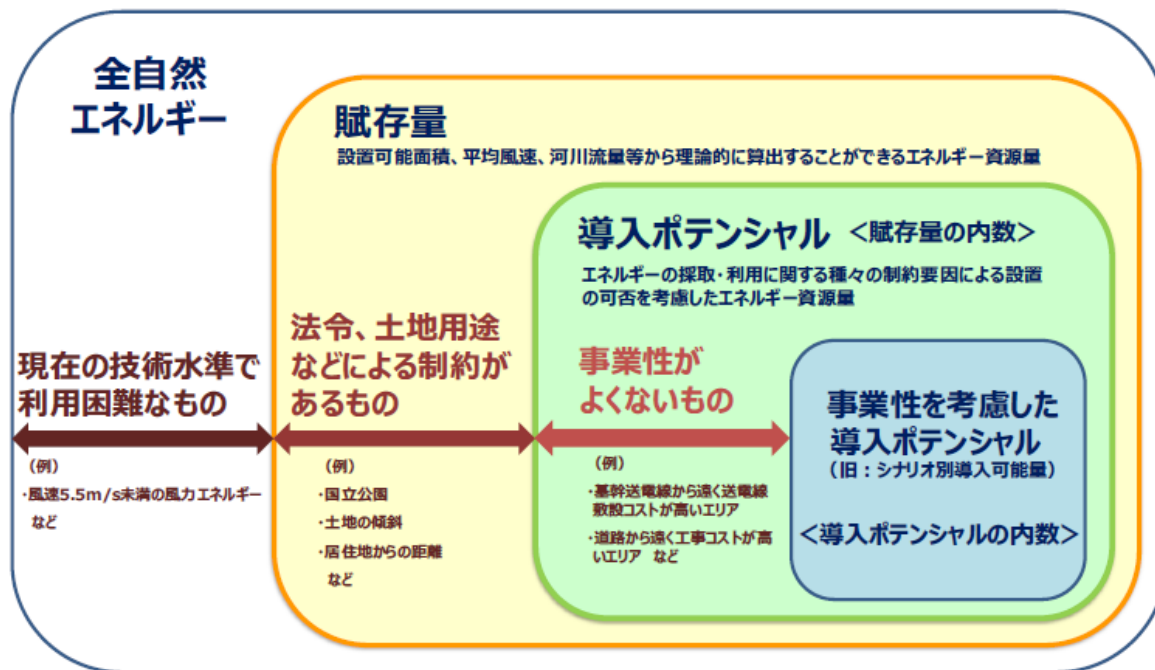 全自然
エネルギー
賦存量
設置可能面積、平均風速、河川流量等から理論的に算出することができるエネルギー資源量
導入ポテンシャル <賦存量の内数>
エネルギーの採取・利用に関する種々の制約要因による設置
の可否を考慮したエネルギー資源量
現在の技術水準で
利用困難なもの
(例)
・風速5.5m/s未満の風力エネルギー
など
法令、土地用途
などによる制約が
あるもの
(例)
・国立公園
・土地の傾斜
・居住地からの距離
など
事業性が
よくないもの
(例)
・基幹送電線から遠く送電線
敷設コストが高いエリア
・道路から遠く工事コストが高
いエリア など
事業性を考慮した
導入ポテンシャル
(旧:シナリオ別導入可能量)
<導入ポテンシャルの内数>